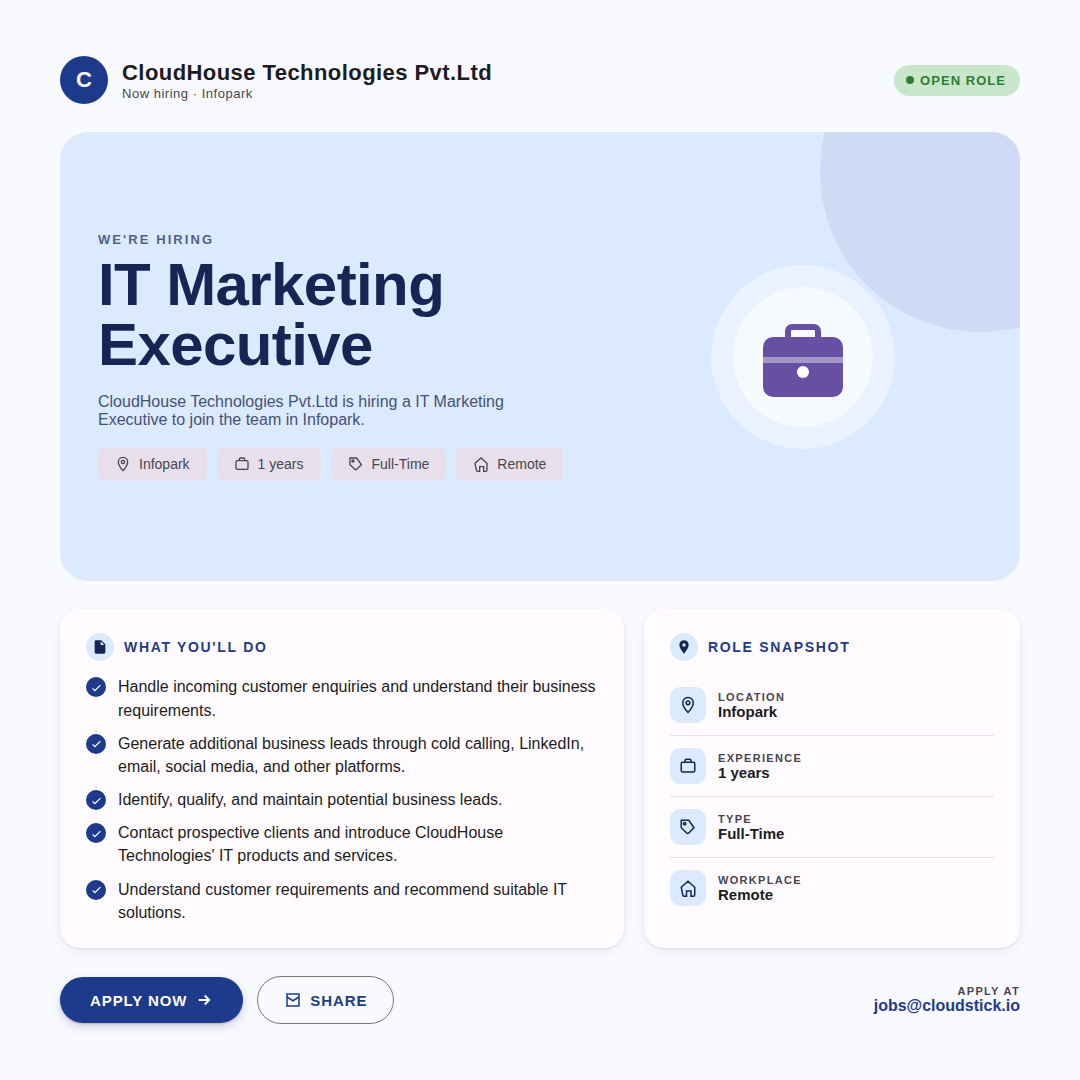 C
CloudHouse Technologies Pvt.Ltd
Now hiring · Infopark
OPEN ROLE
WE'RE HIRING
IT Marketing
Executive
CloudHouse Technologies Pvt.Ltd is hiring a IT Marketing
Executive to join the team in Infopark.
Infopark
1 years
Full-Time
Remote
WHAT YOU'LL DO
Handle incoming customer enquiries and understand their business
requirements.
Generate additional business leads through cold calling, LinkedIn,
email, social media, and other platforms.
Identify, qualify, and maintain potential business leads.
Contact prospective clients and introduce CloudHouse
Technologies' IT products and services.
Understand customer requirements and recommend suitable IT
solutions.
ROLE SNAPSHOT
LOCATION
Infopark
EXPERIENCE
1 years
TYPE
Full-Time
WORKPLACE
Remote
APPLY NOW
SHARE
APPLY AT
jobs@cloudstick.io